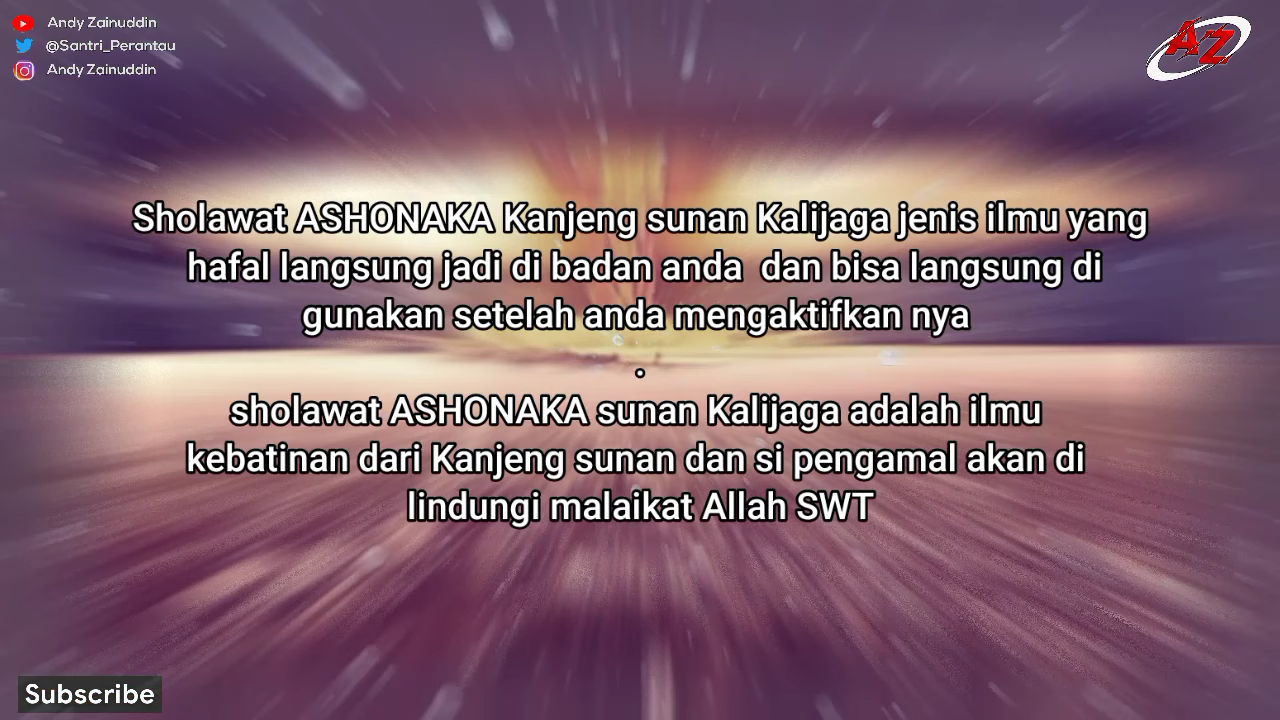 Andy Zainuddin
@Santri_Perantau
Andy Zainuddin
AZ
Sholawat ASHONAKA Kanjeng sunan Kalijaga jenis ilmu yang
hafal langsung jadi di badan anda  dan bisa langsung di
gunakan setelah anda mengaktifkan nya
.
sholawat ASHONAKA sunan Kalijaga adalah ilmu
kebatinan dari Kanjeng sunan dan si pengamal akan di
lindungi malaikat Allah SWT
Subscribe